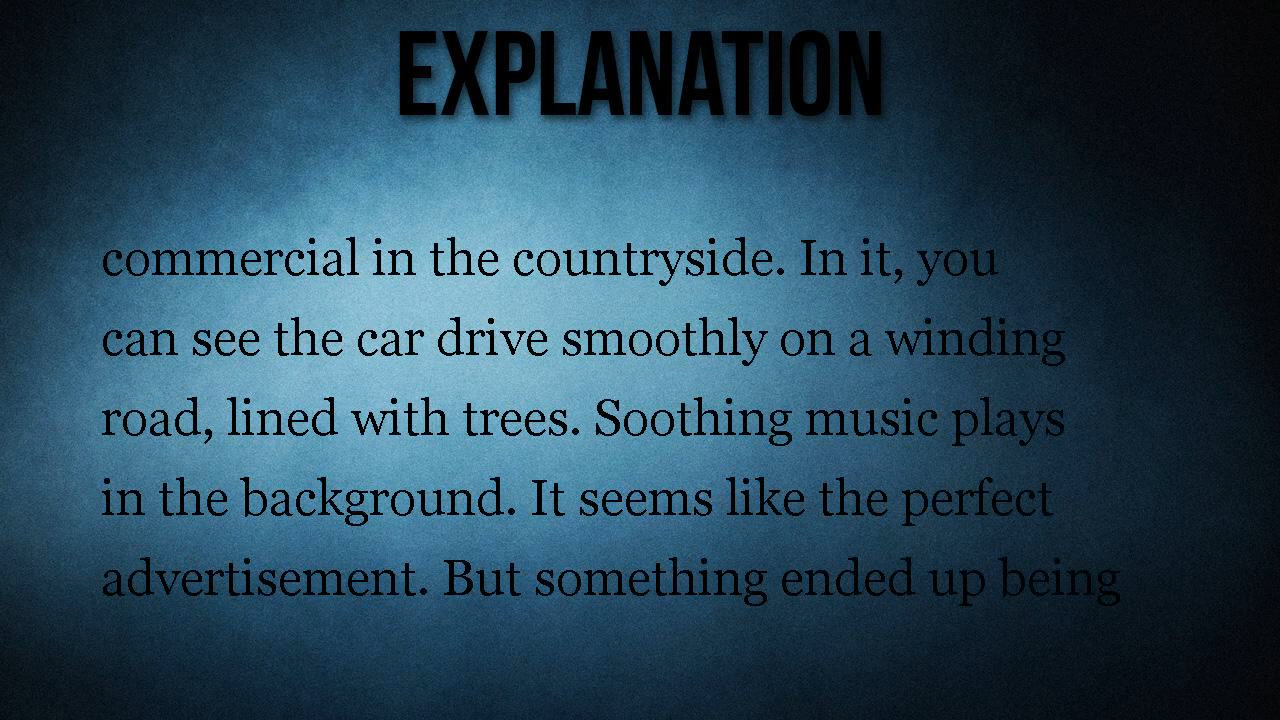 EXPLANATION
commercial in the countryside. In it, you
can see the car drive smoothly on a winding
road, lined with trees. Soothing music plays
in the background. It seems like the perfect
advertisement. But something ended up being